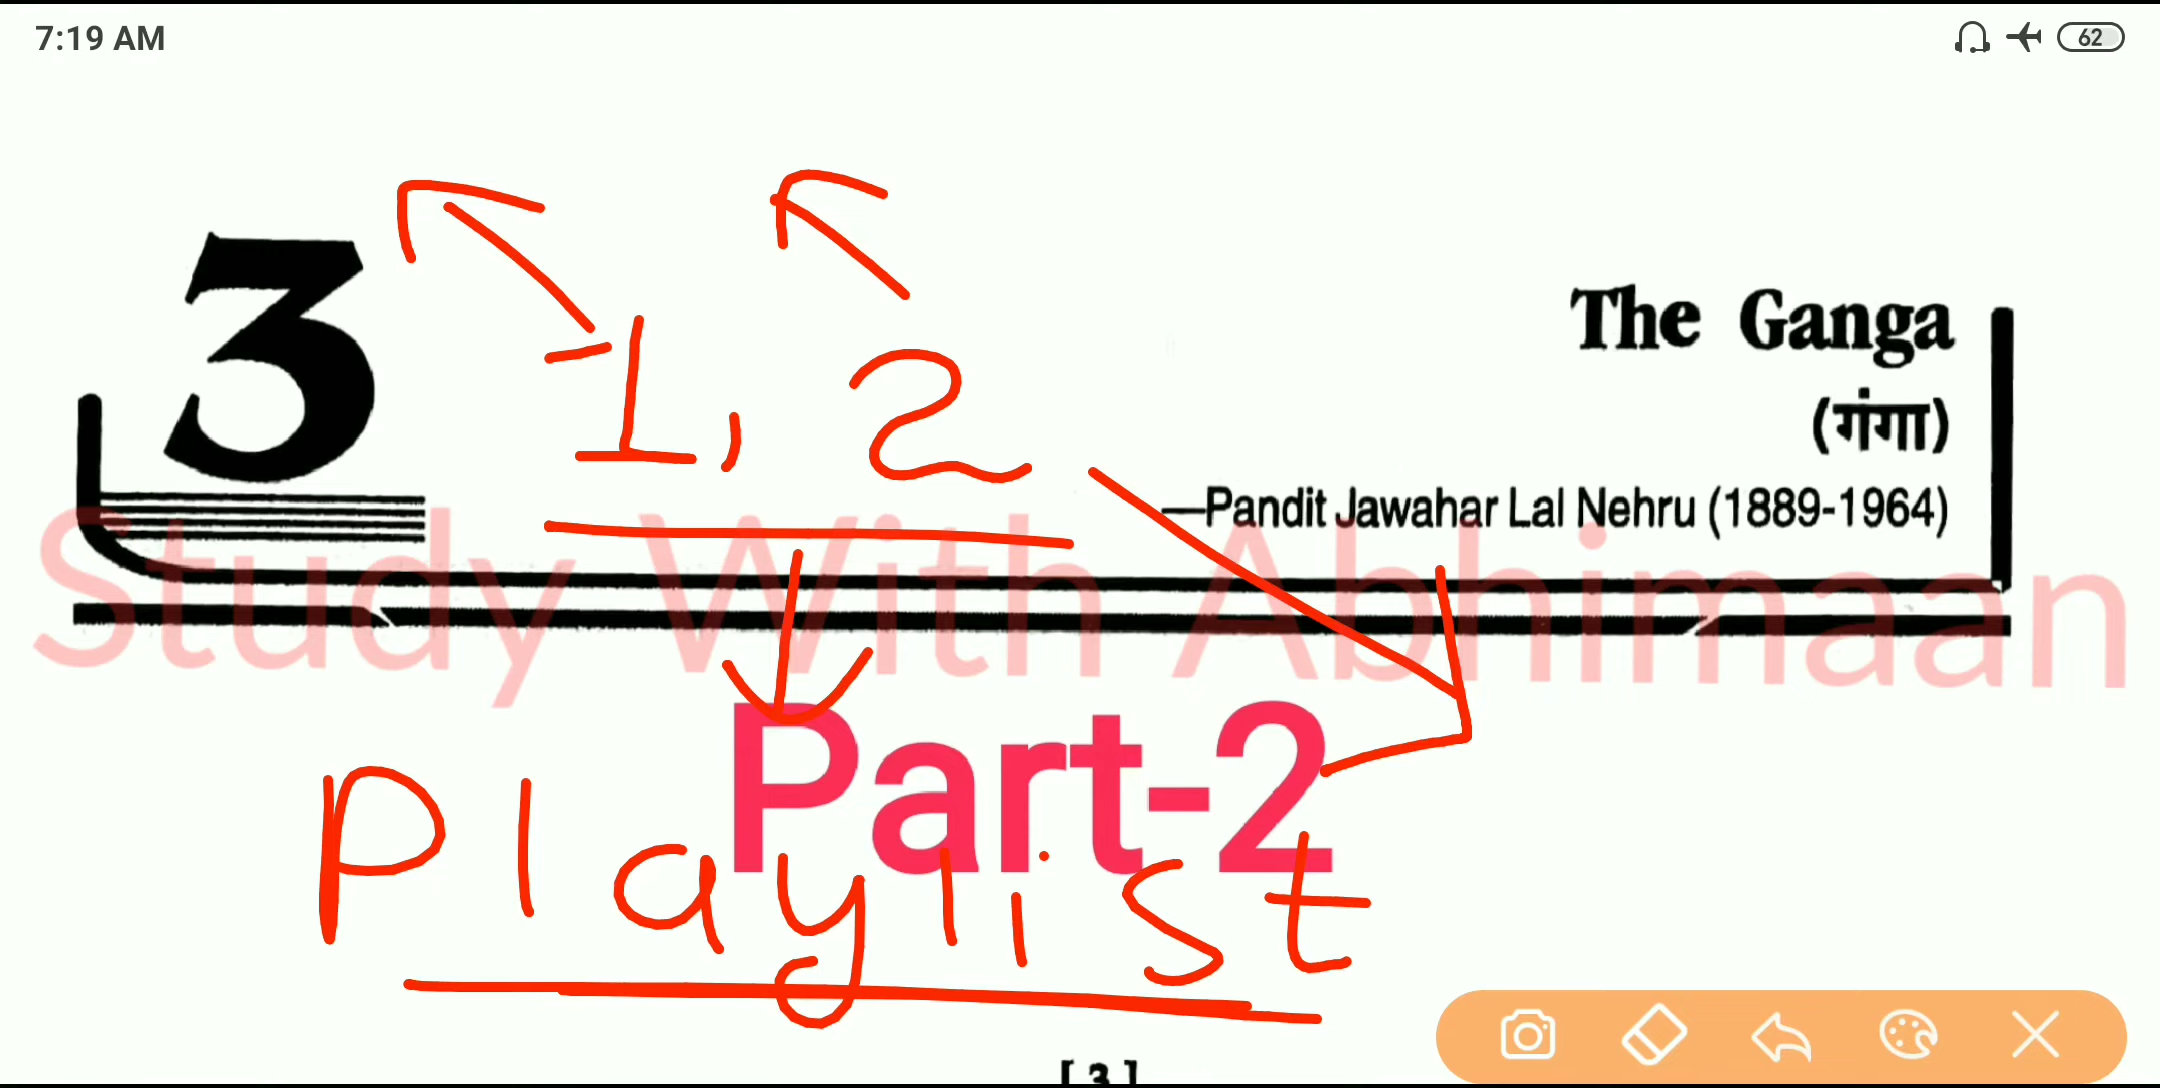 7:19 AM
62
3
1, 2
The Ganga
(गंगा)
—Pandit Jawahar Lal Nehru (1889-1964)
Study With Abhimaan
Part-2
Playlist
[ 3 ]